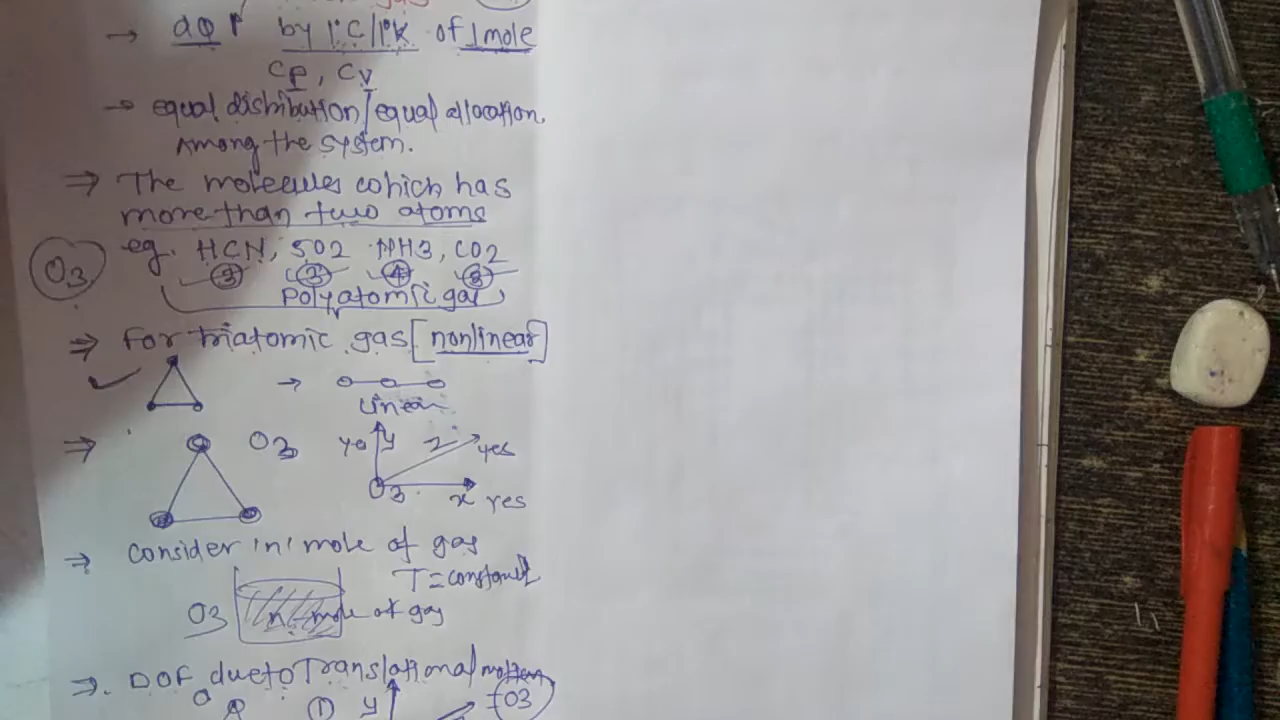 → dQ ↑ by 1°C/1°K of 1mole
CP, CV
→ equal distribution/equal allocation.
Among the system.
⇒ The molecules which has
more than two atoms
O3 eg. HCN, SO2 NH3, CO2
3 3 4 3
Polyatomic gas
⇒ For triatomic gas [nonlinear]
→ Linear
⇒ O3 y z yes
O3 x yes
⇒ Consider 'n' mole of gas
T = constant
O3 n-mole of gas
⇒ DOF due to Translational motion
① y O3